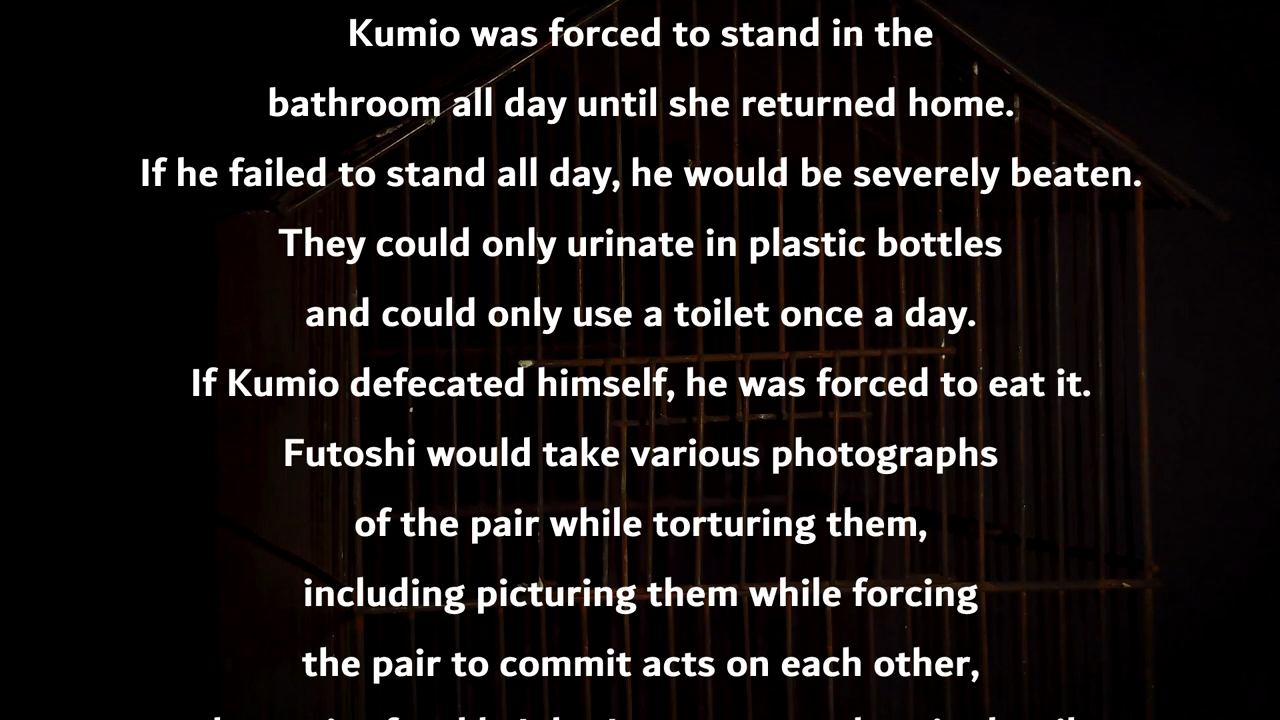 Kumio was forced to stand in the
bathroom all day until she returned home.
If he failed to stand all day, he would be severely beaten.
They could only urinate in plastic bottles
and could only use a toilet once a day.
If Kumio defecated himself, he was forced to eat it.
Futoshi would take various photographs
of the pair while torturing them,
including picturing them while forcing
the pair to commit acts on each other,